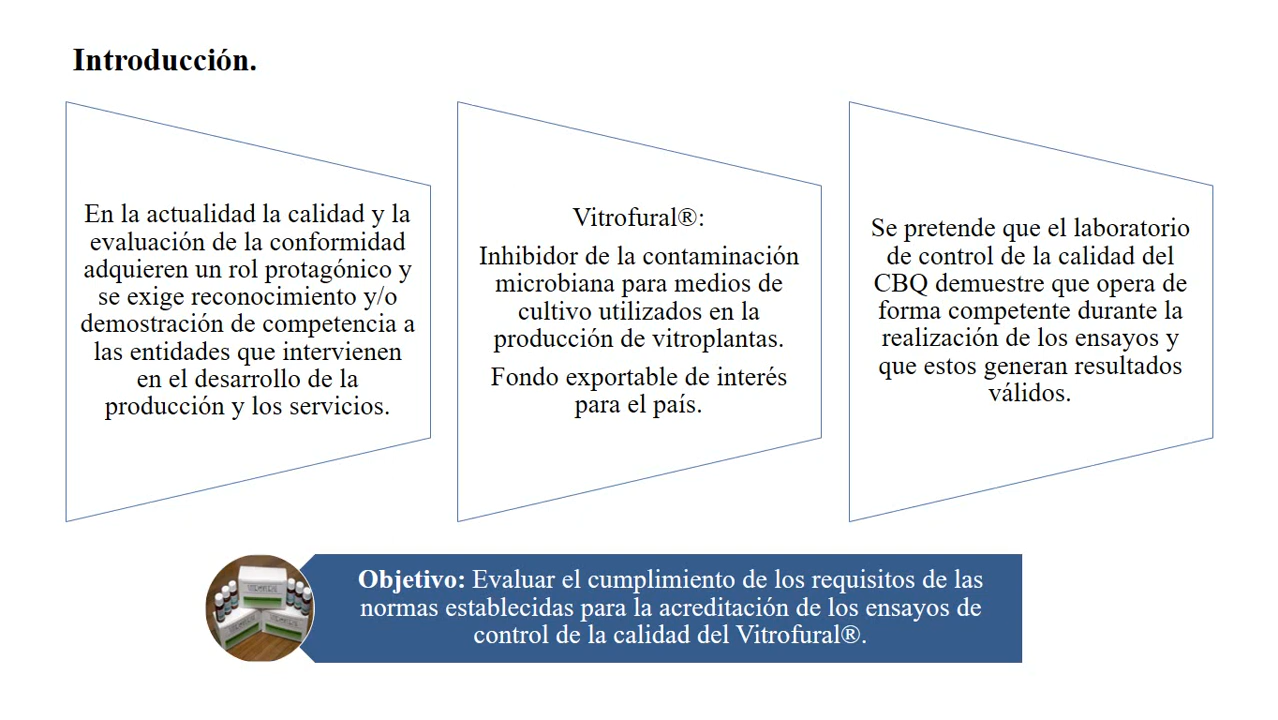 Introducción.
En la actualidad la calidad y la
evaluación de la conformidad
adquieren un rol protagónico y
se exige reconocimiento y/o
demostración de competencia a
las entidades que intervienen
en el desarrollo de la
producción y los servicios.
Vitrofural®:
Inhibidor de la contaminación
microbiana para medios de
cultivo utilizados en la
producción de vitroplantas.
Fondo exportable de interés
para el país.
Se pretende que el laboratorio
de control de la calidad del
CBQ demuestre que opera de
forma competente durante la
realización de los ensayos y
que estos generan resultados
válidos.
Objetivo: Evaluar el cumplimiento de los requisitos de las
normas establecidas para la acreditación de los ensayos de
control de la calidad del Vitrofural®.